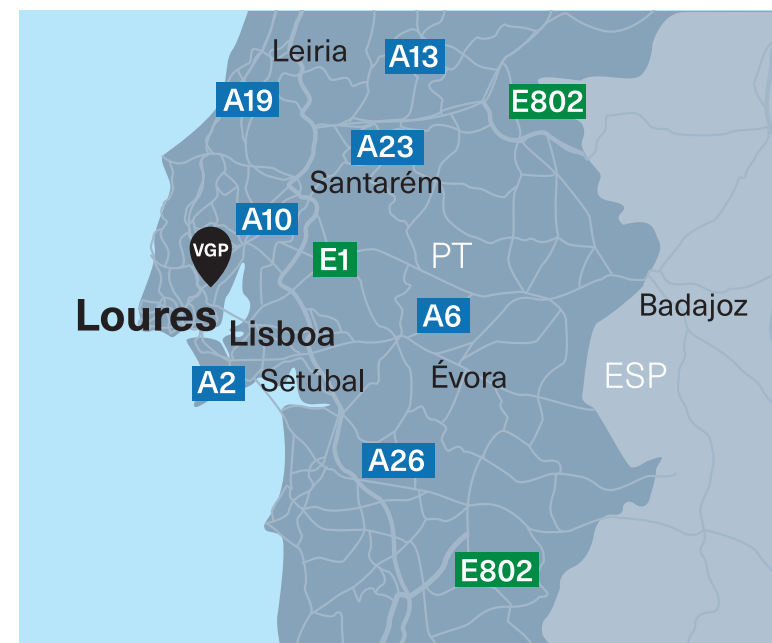 Leiria
A13
A19
E802
A23
Santarém
A10
VGP
E1
PT
Loures
Lisboa
A6
Badajoz
A2
Setúbal
Évora
ESP
A26
E802